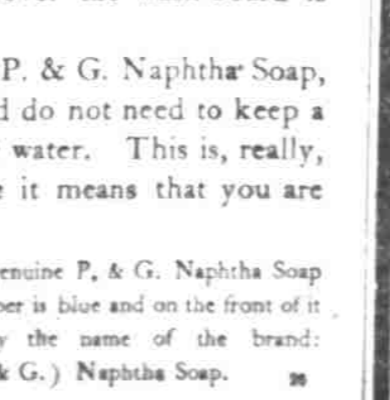 P. & G. Naphtha Soap,
d do not need to keep a
water. This is, really,
e it means that you are
enuine P. & G. Naphtha Soap
per is blue and on the front of it
y the name of the brand:
& G.) Naphtha Soap.